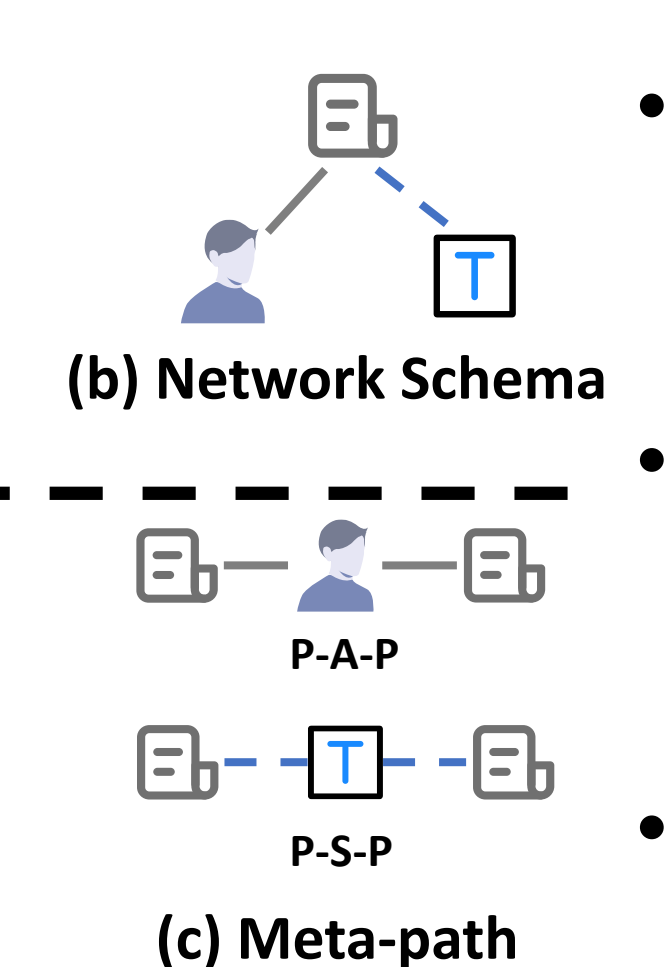 T
(b) Network Schema
P-A-P
T
P-S-P
(c) Meta-path